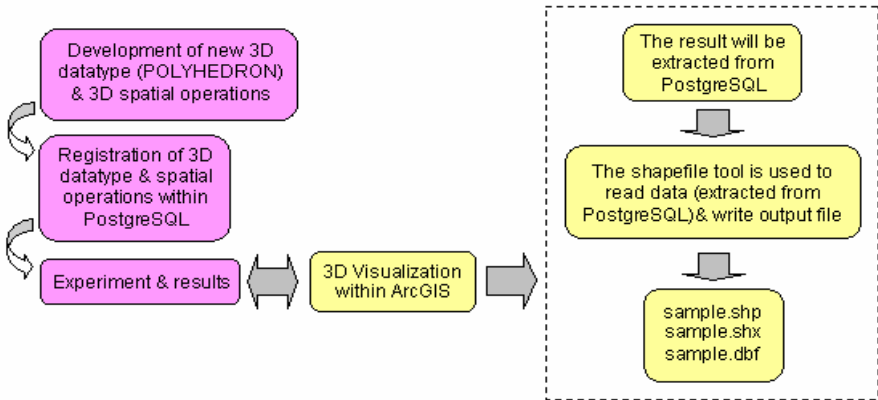 Development of new 3D
datatype (POLYHEDRON)
& 3D spatial operations
Registration of 3D
datatype & spatial
operations within
PostgreSQL
Experiment & results
3D Visualization
within ArcGIS
The result will be
extracted from
PostgreSQL
The shapefile tool is used to
read data (extracted from
PostgreSQL)& write output file
sample.shp
sample.shx
sample.dbf